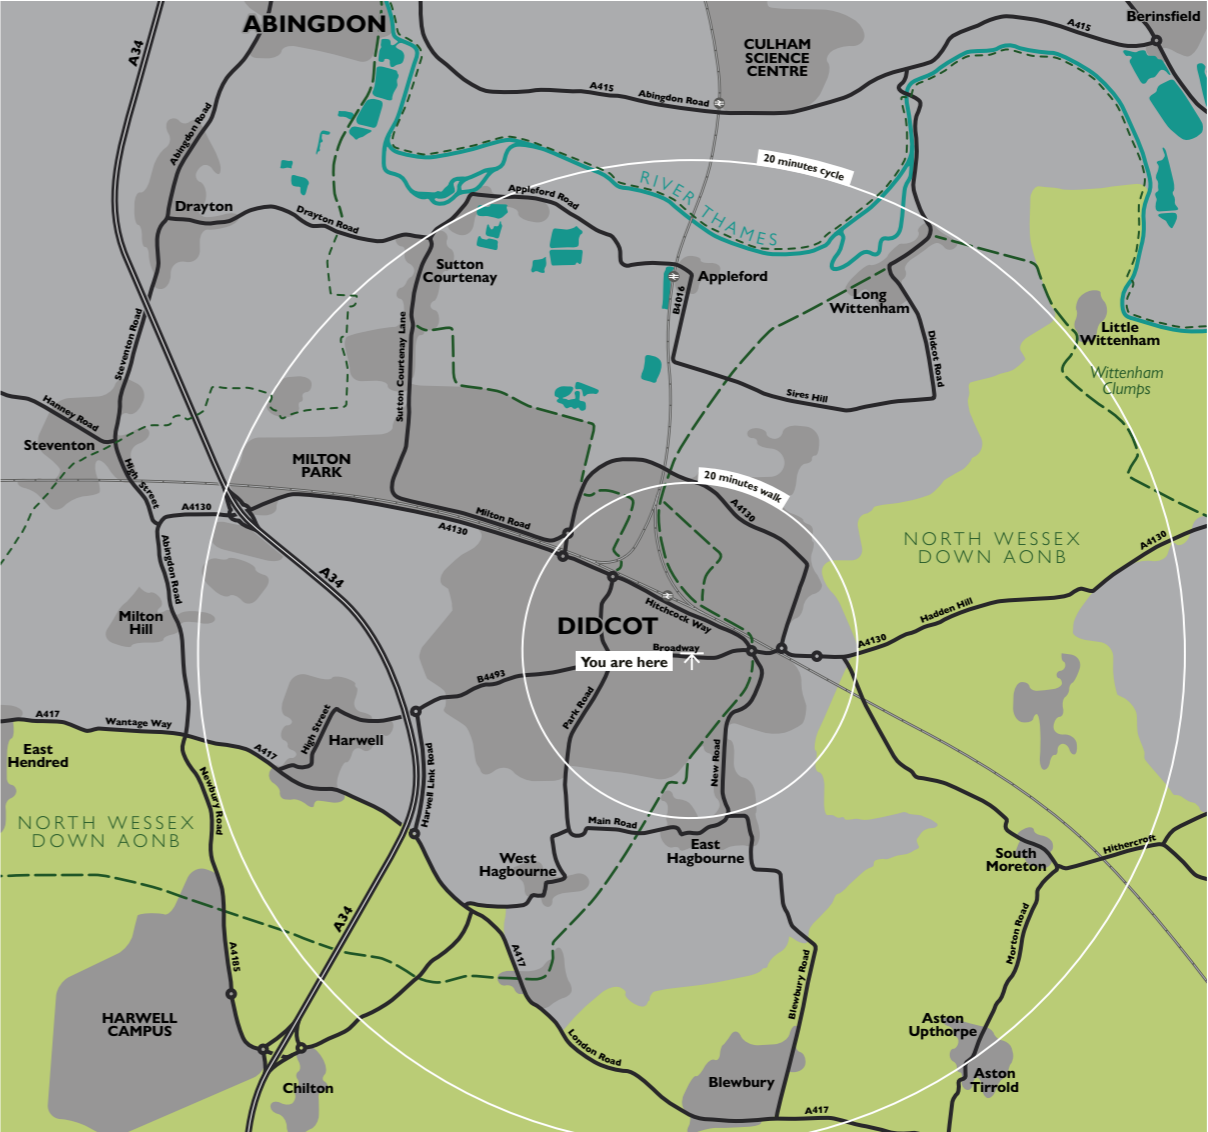 ABINGDON
A34
A415
Berinsfield
CULHAM
SCIENCE
CENTRE
A415
Abingdon Road
Abingdon Road
20 minutes cycle
RIVER THAMES
Appleford Road
Drayton
Drayton Road
Sutton
Courtenay
Appleford
B4016
Long
Wittenham
Little
Wittenham
Wittenham
Clumps
Didcot Road
Steventon Road
Sutton Courtenay Lane
Sires Hill
Hanney Road
Steventon
High Street
MILTON
PARK
20 minutes walk
A4130
A4130
Milton Road
A4130
NORTH WESSEX
DOWN AONB
A4130
Abingdon Road
A34
Milton
Hill
Hitchcock Way
Hadden Hill
DIDCOT
Broadway
A4130
You are here
B4493
Park Road
A417
Wantage Way
High Street
Harwell
A417
East
Hendred
Newbury Road
Harwell Link Road
New Road
NORTH WESSEX
DOWN AONB
Main Road
East
Hagbourne
West
Hagbourne
South
Moreton
Hithercroft
A34
A417
A4185
Morton Road
Blewbury Road
HARWELL
CAMPUS
London Road
Aston
Upthorpe
Aston
Tirrold
Chilton
Blewbury
A417